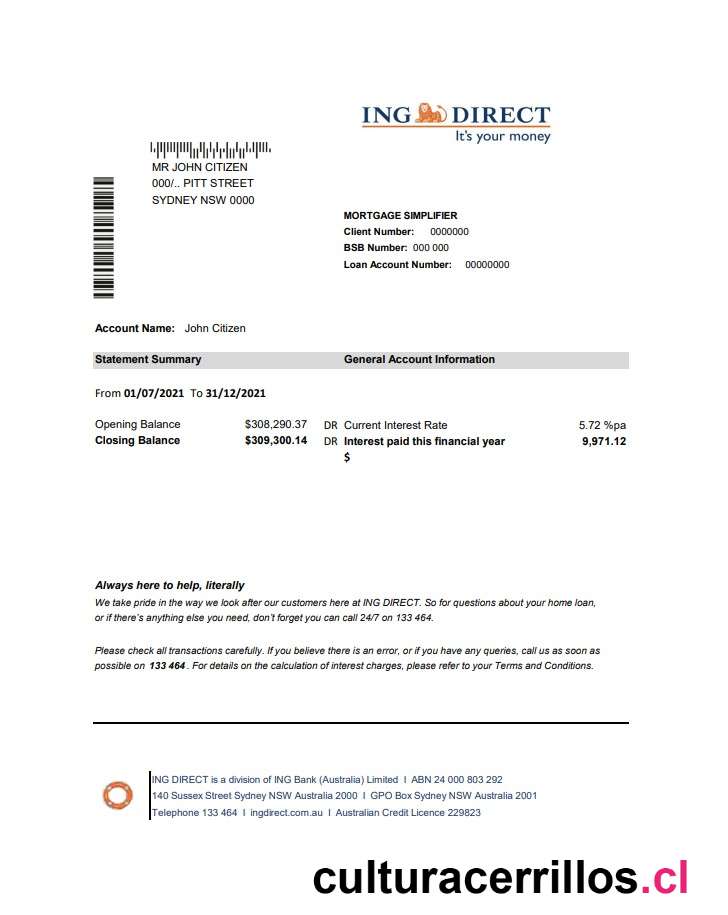 ING DIRECT
It's your money
MR JOHN CITIZEN
000/.. PITT STREET
SYDNEY NSW 0000
MORTGAGE SIMPLIFIER
Client Number: 0000000
BSB Number: 000 000
Loan Account Number: 00000000
Account Name: John Citizen
Statement Summary General Account Information
From 01/07/2021 To 31/12/2021
Opening Balance $308,290.37 DR Current Interest Rate 5.72 %pa
Closing Balance $309,300.14 DR Interest paid this financial year 9,971.12
$
Always here to help, literally
We take pride in the way we look after our customers here at ING DIRECT. So for questions about your home loan,
or if there's anything else you need, don't forget you can call 24/7 on 133 464.
Please check all transactions carefully. If you believe there is an error, or if you have any queries, call us as soon as
possible on 133 464 . For details on the calculation of interest charges, please refer to your Terms and Conditions.
ING DIRECT is a division of ING Bank (Australia) Limited I ABN 24 000 803 292
140 Sussex Street Sydney NSW Australia 2000 I GPO Box Sydney NSW Australia 2001
Telephone 133 464 I ingdirect.com.au I Australian Credit Licence 229823
culturacerrillos.cl